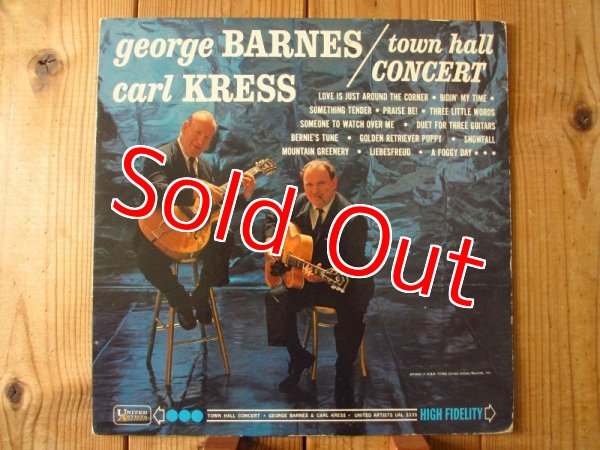 george BARNES / town hall
carl KRESS CONCERT
LOVE IS JUST AROUND THE CORNER • BIDIN' MY TIME •
SOMETHING TENDER • PRAISE BE! • THREE LITTLE WORDS
SOMEONE TO WATCH OVER ME • DUET FOR THREE GUITARS
BERNIE'S TUNE • GOLDEN RETRIEVER PUPPY • SNOWFALL
MOUNTAIN GREENERY • LIEBESFREUD • A FOGGY DAY • • •
Sold Out
UNITED ARTISTS
TOWN HALL CONCERT • GEORGE BARNES & CARL KRESS • UNITED ARTISTS UAL 3335
HIGH FIDELITY